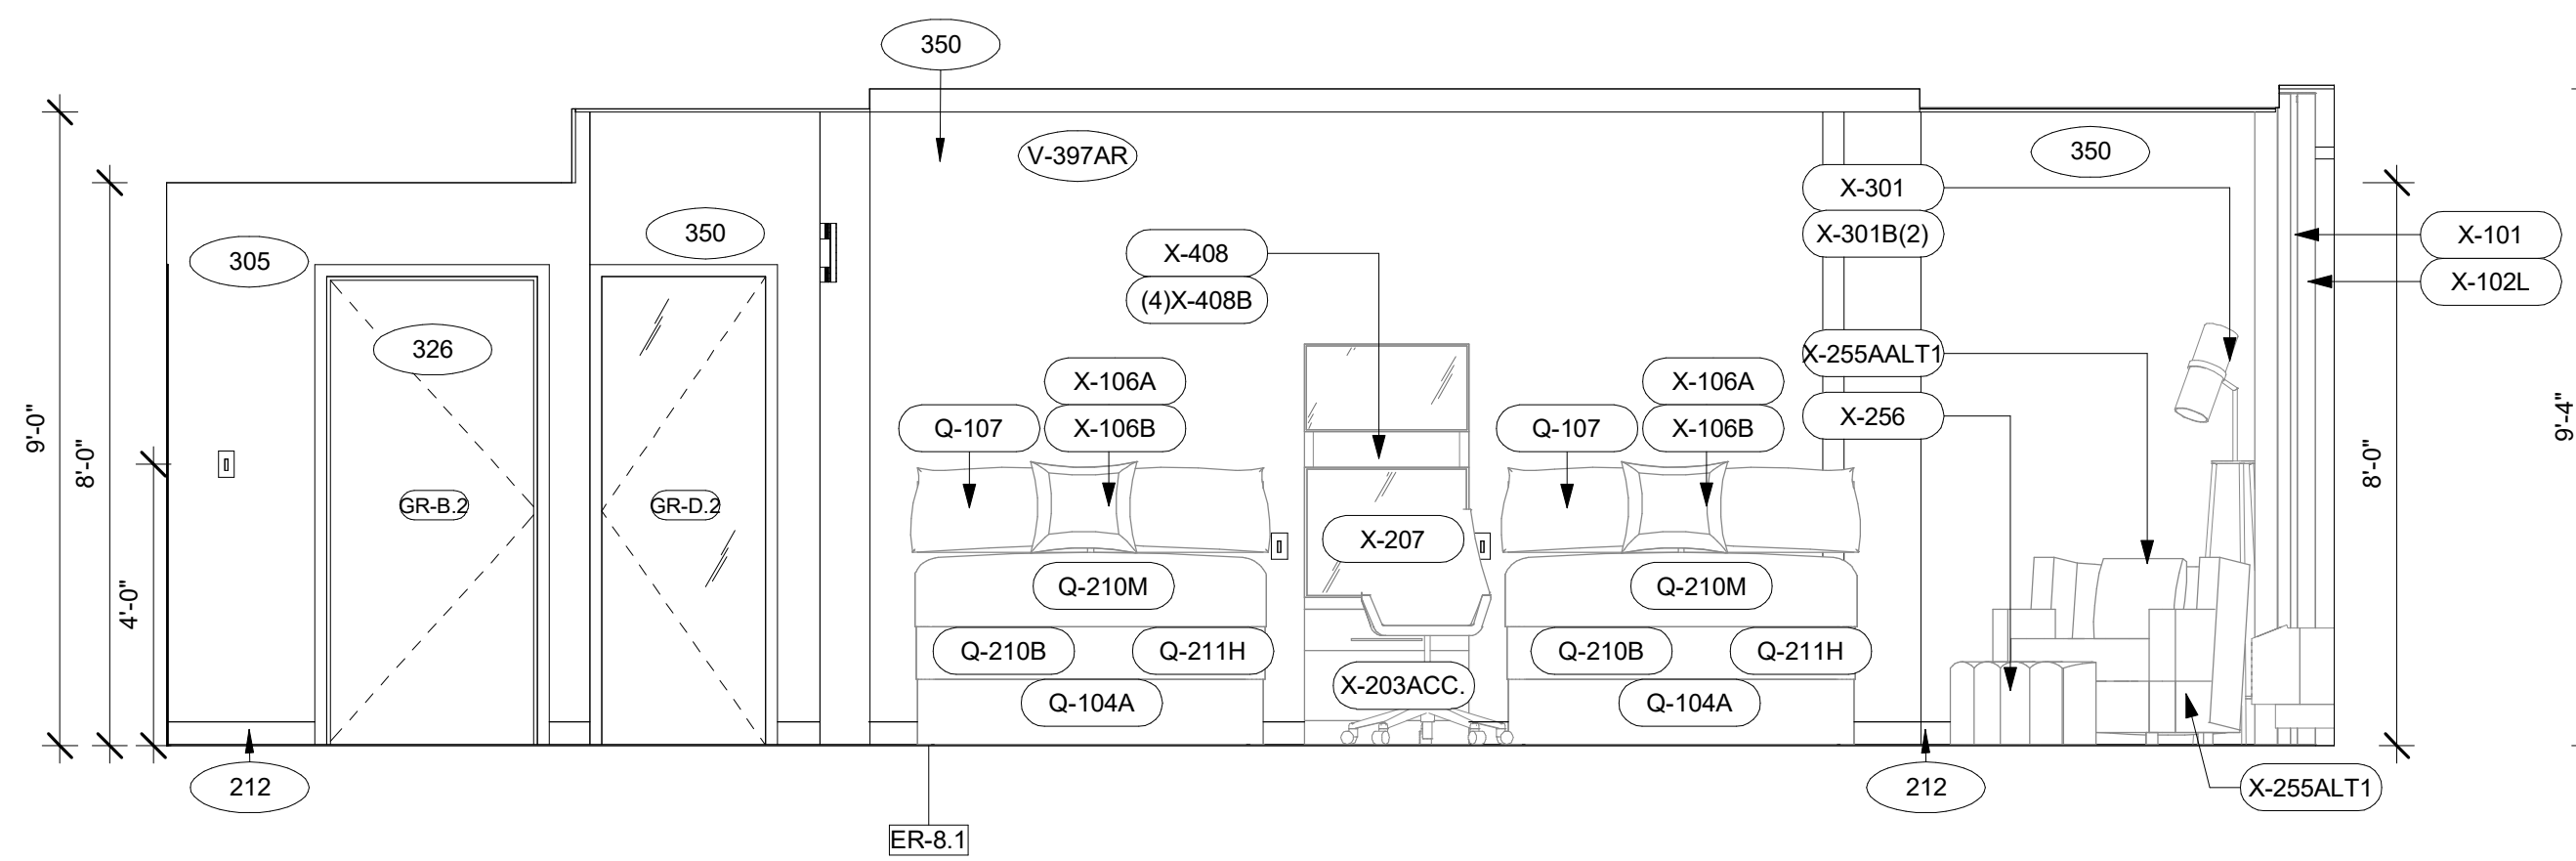 350
V-397AR
350
X-301
X-301B(2)
X-101
X-102L
305
350
X-408
(4)X-408B
326
X-255AALT1
X-256
9'-0"
8'-0"
4'-0"
8'-0"
9'-4"
X-106A
X-106B
Q-107
X-106A
X-106B
Q-107
GR-B.2
GR-D.2
X-207
Q-210M
Q-210M
Q-210B
Q-211H
Q-210B
Q-211H
Q-104A
X-203ACC.
Q-104A
212
212
X-255ALT1
ER-8.1